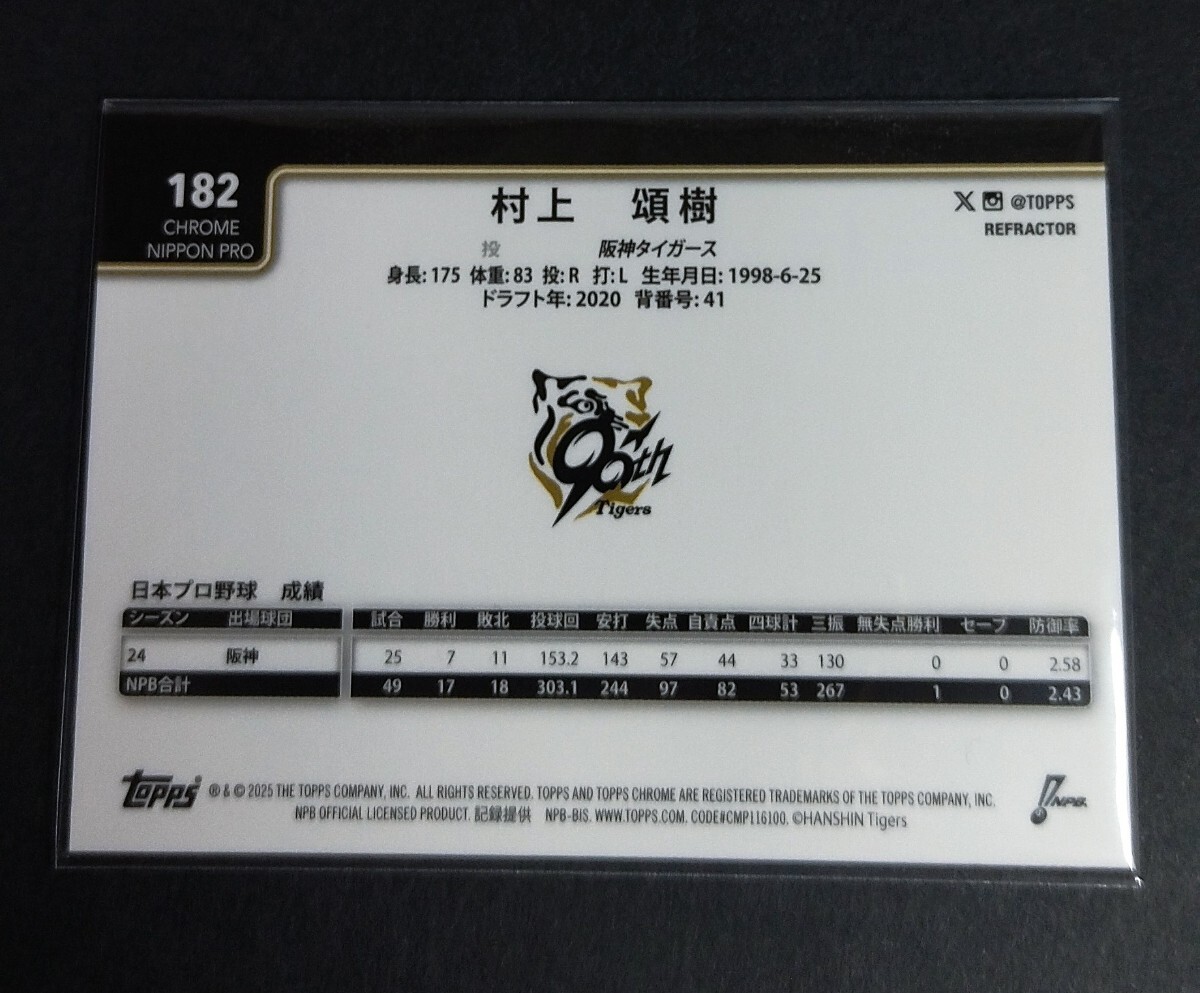 182
CHROME
NIPPON PRO
村上 頌樹
投 阪神タイガース
身長: 175 体重: 83 投: R 打: L 生年月日: 1998-6-25
ドラフト年: 2020 背番号: 41
@TOPPS
REFRACTOR
90th
Tigers
日本プロ野球 成績
シーズン 出場球団 試合 勝利 敗北 投球回 安打 失点 自責点 四球計 三振 無失点勝利 セーブ 防御率
24 阪神 25 7 11 153.2 143 57 44 33 130 0 0 2.58
NPB合計 49 17 18 303.1 244 97 82 53 267 1 0 2.43
Topps ® & © 2025 THE TOPPS COMPANY, INC. ALL RIGHTS RESERVED. TOPPS AND TOPPS CHROME ARE REGISTERED TRADEMARKS OF THE TOPPS COMPANY, INC.
NPB OFFICIAL LICENSED PRODUCT. 記録提供 NPB-BIS. WWW.TOPPS.COM. CODE#CMP116100. ©HANSHIN Tigers
NPB